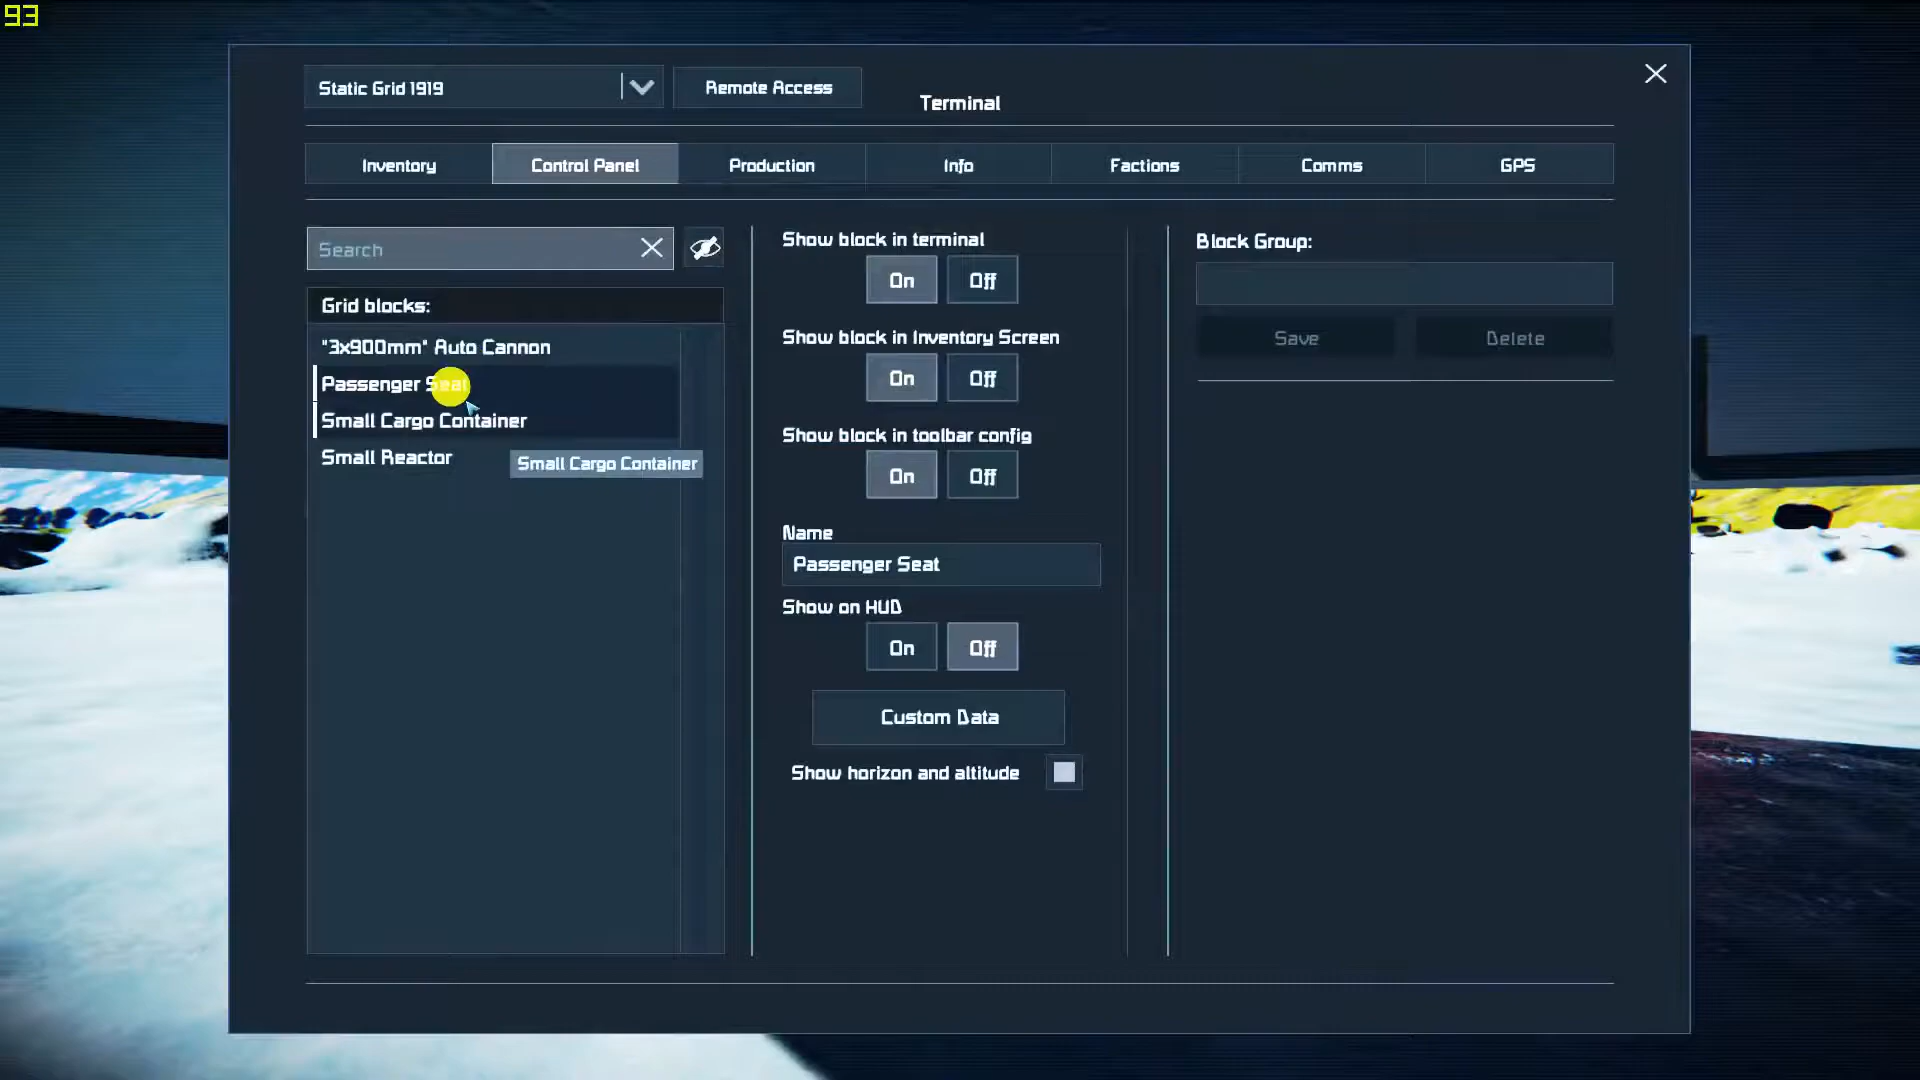 93
Static Grid 1919
Remote Access
Terminal
Inventory
Control Panel
Production
Info
Factions
Comms
GPS
Search
Grid blocks:
"3x900mm" Auto Cannon
Passenger Seat
Small Cargo Container
Small Reactor
Small Cargo Container
Show block in terminal
On Off
Show block in Inventory Screen
On Off
Show block in toolbar config
On Off
Name
Passenger Seat
Show on HUD
On Off
Custom Data
Show horizon and altitude
Block Group:
Save Delete